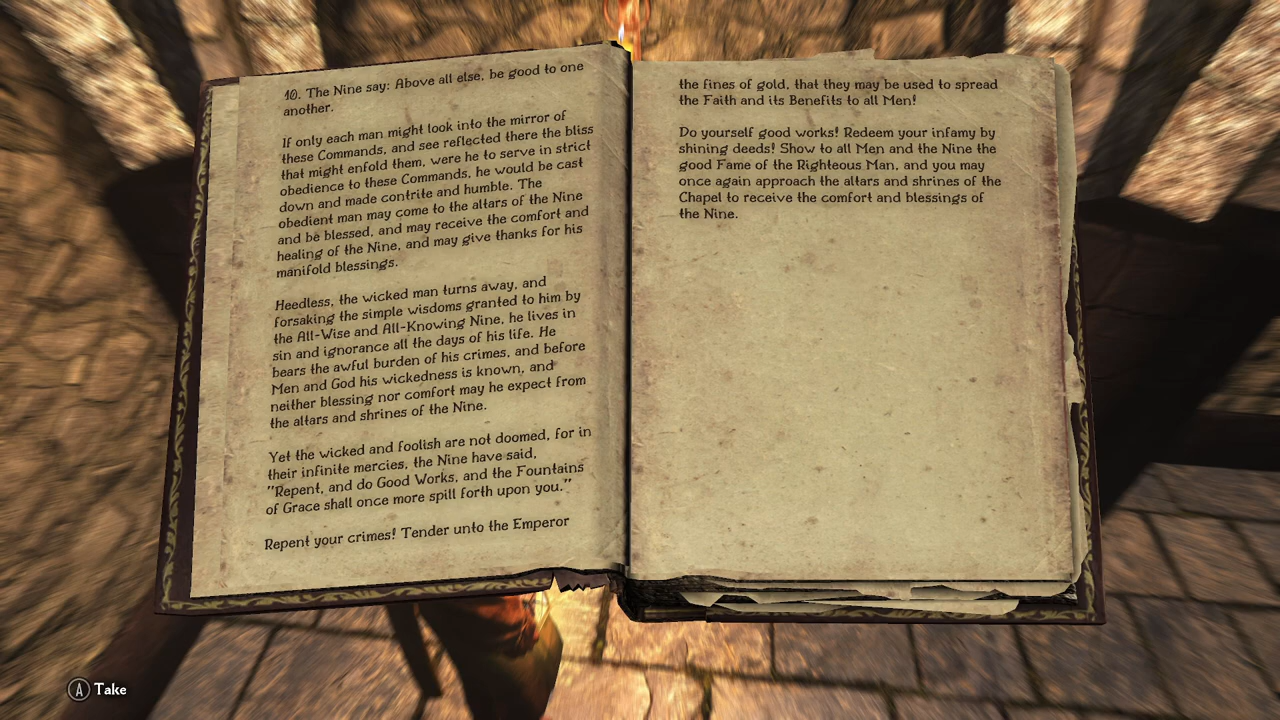 10. The Nine say: Above all else, be good to one
another.
If only each man might look into the mirror of
these Commands, and see reflected there the bliss
that might enfold them, were he to serve in strict
obedience to these Commands, he would be cast
down and made contrite and humble. The
obedient man may come to the altars of the Nine
and be blessed, and may receive the comfort and
healing of the Nine, and may give thanks for his
manifold blessings.
Heedless, the wicked man turns away, and
forsaking the simple wisdoms granted to him by
the All-Wise and All-Knowing Nine, he lives in
sin and ignorance all the days of his life. He
bears the awful burden of his crimes, and before
Men and God his wickedness is known, and
neither blessing nor comfort may he expect from
the altars and shrines of the Nine.
Yet the wicked and foolish are not doomed, for in
their infinite mercies, the Nine have said,
"Repent, and do Good Works, and the Fountains
of Grace shall once more spill forth upon you."
Repent your crimes! Tender unto the Emperor
the fines of gold, that they may be used to spread
the Faith and its Benefits to all Men!
Do yourself good works! Redeem your infamy by
shining deeds! Show to all Men and the Nine the
good Fame of the Righteous Man, and you may
once again approach the altars and shrines of the
Chapel to receive the comfort and blessings of
the Nine.
A Take